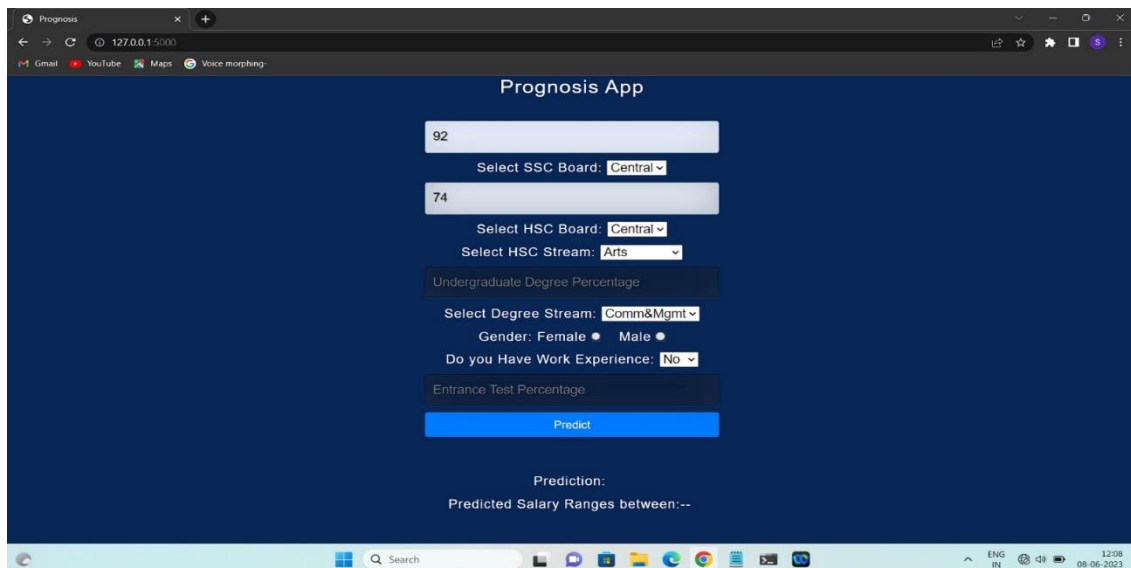 Prognosis
127.0.0.1:5000
Gmail YouTube Maps Voice morphing-
Prognosis App
92
Select SSC Board: Central
74
Select HSC Board: Central
Select HSC Stream: Arts
Undergraduate Degree Percentage
Select Degree Stream: Comm&Mgmt
Gender: Female Male
Do you Have Work Experience: No
Entrance Test Percentage
Predict
Prediction:
Predicted Salary Ranges between:--
Search
ENG
IN
12:08
08-06-2023